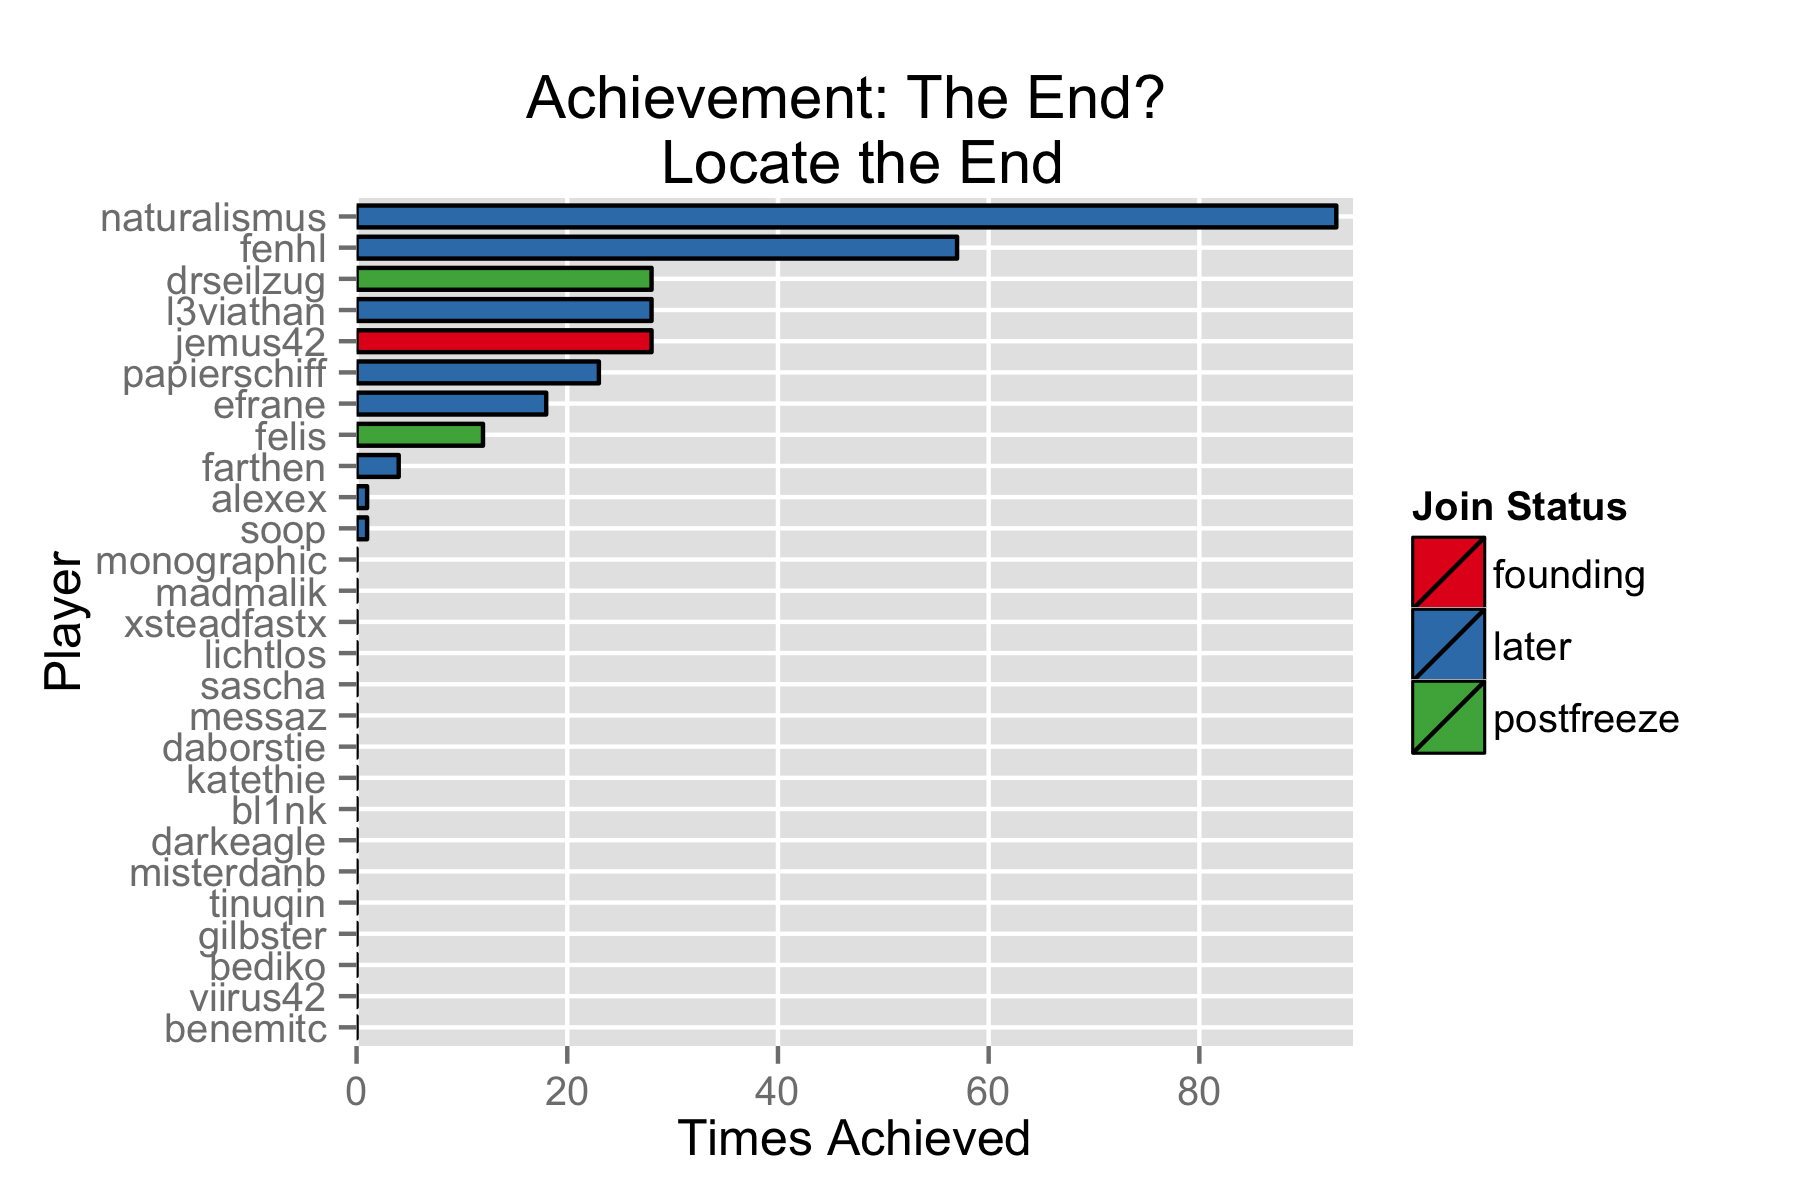 Achievement: The End?
Locate the End
naturalismus
fenhl
drseilzug
l3viathan
jemus42
papierschiff
efrane
felis
farthen
alexex
soop
monographic
madmalik
xsteadfastx
lichtlos
sascha
messaz
daborstie
katethie
bl1nk
darkeagle
misterdanb
tinuqin
gilbster
bediko
viirus42
benemitc
Player
0 20 40 60 80
Times Achieved
Join Status
founding
later
postfreeze